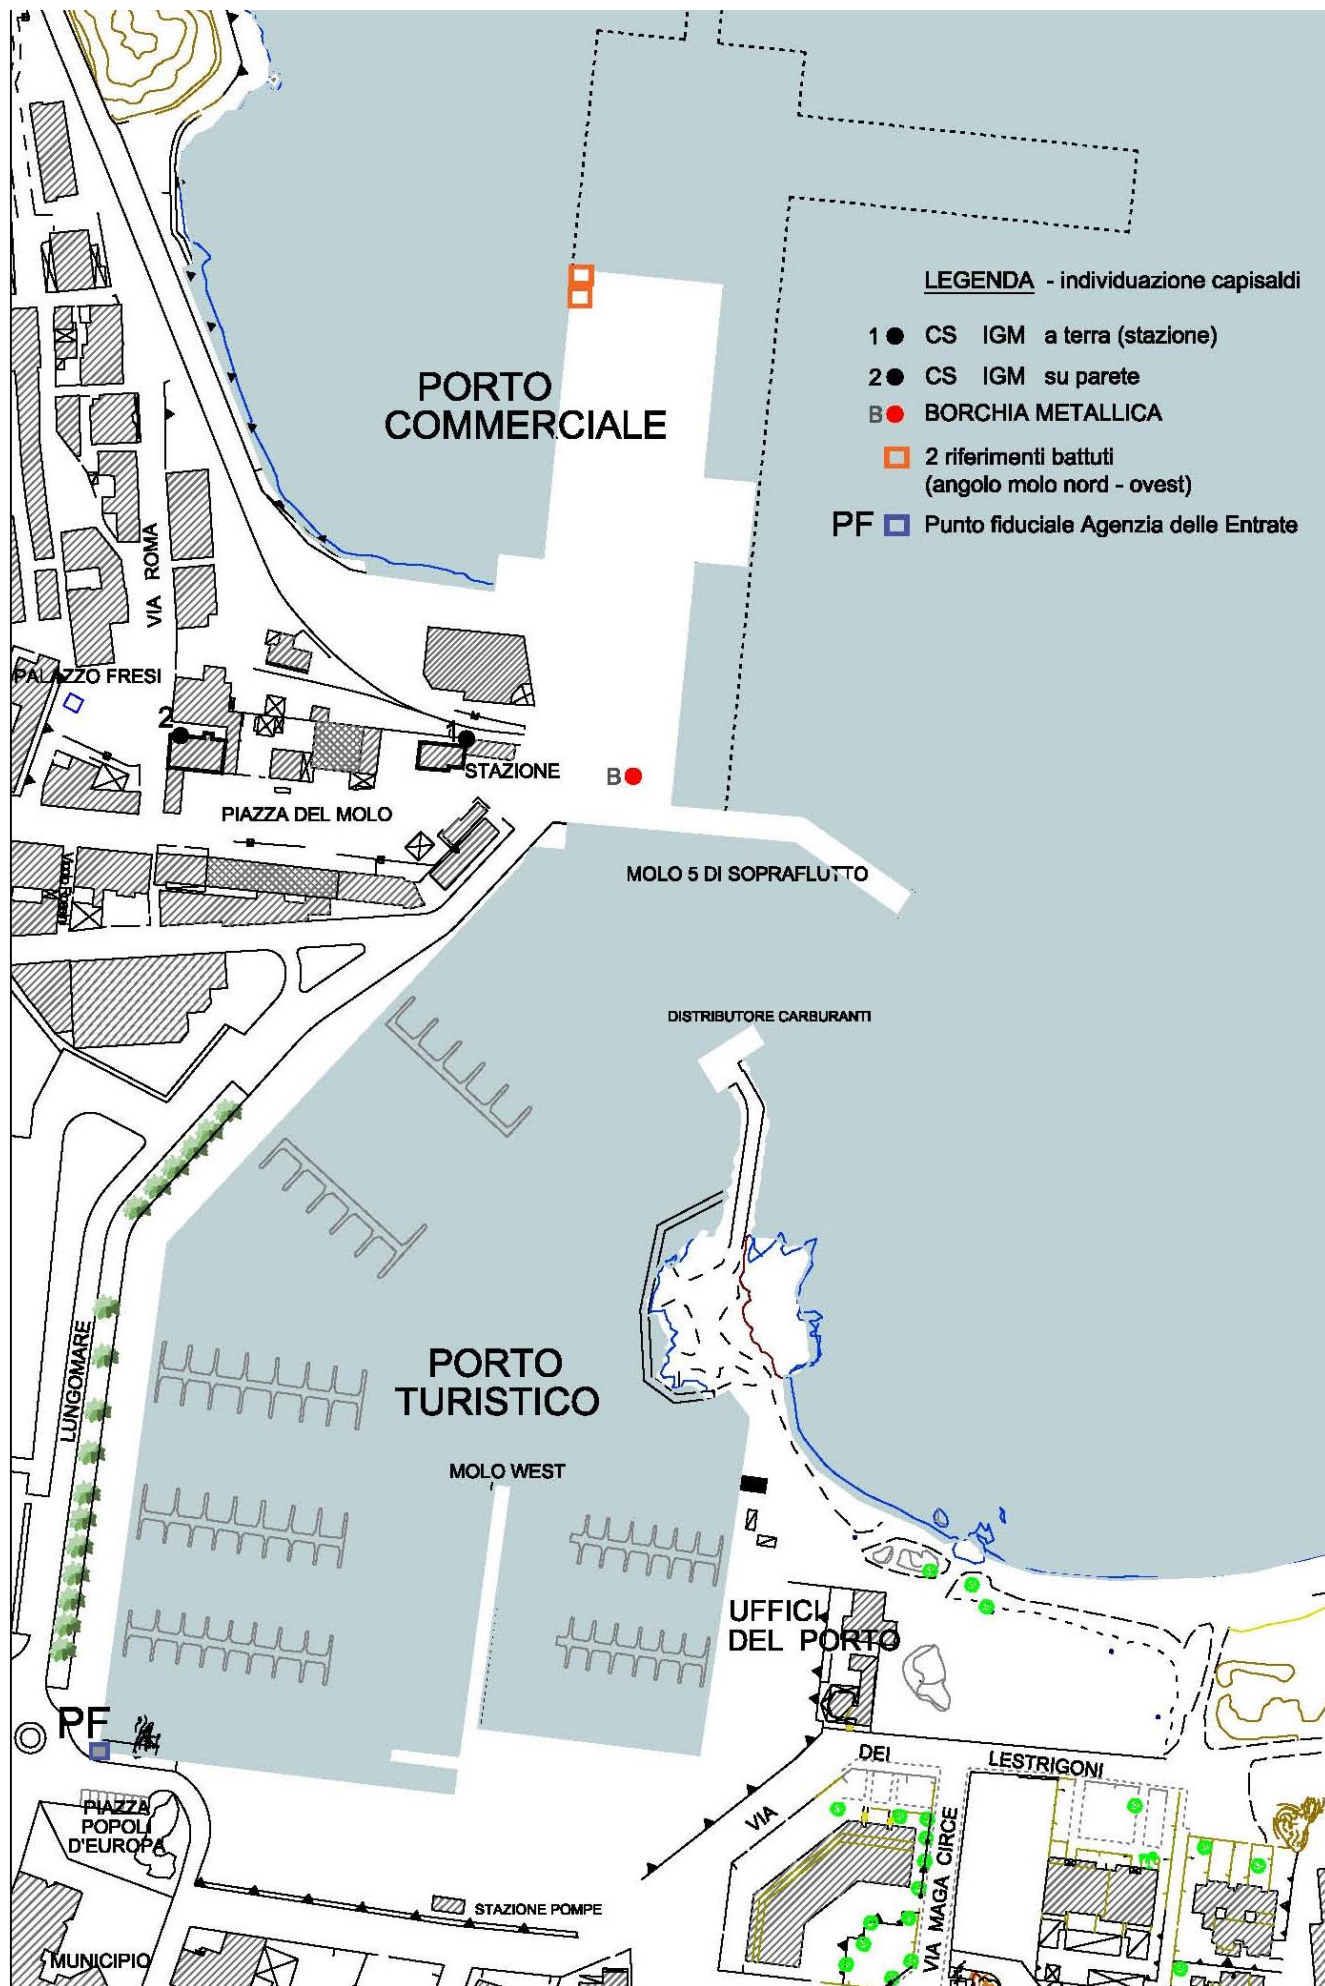 LEGENDA - individuazione capisaldi
1 CS IGM a terra (stazione)
2 CS IGM su parete
B BORCHIA METALLICA
2 riferimenti battuti
(angolo molo nord - ovest)
PF Punto fiduciale Agenzia delle Entrate
PORTO
COMMERCIALE
VIA ROMA
PALAZZO FRESI
2
1
STAZIONE
B
PIAZZA DEL MOLO
MOLO 5 DI SOPRAFLUTTO
DISTRIBUTORE CARBURANTI
LUNGOMARE
PORTO
TURISTICO
MOLO WEST
UFFICI
DEL PORTO
PF
VIA DEI LESTRIGONI
PIAZZA
POPOLI
D'EUROPA
VIA MAGA CIRCE
STAZIONE POMPE
MUNICIPIO